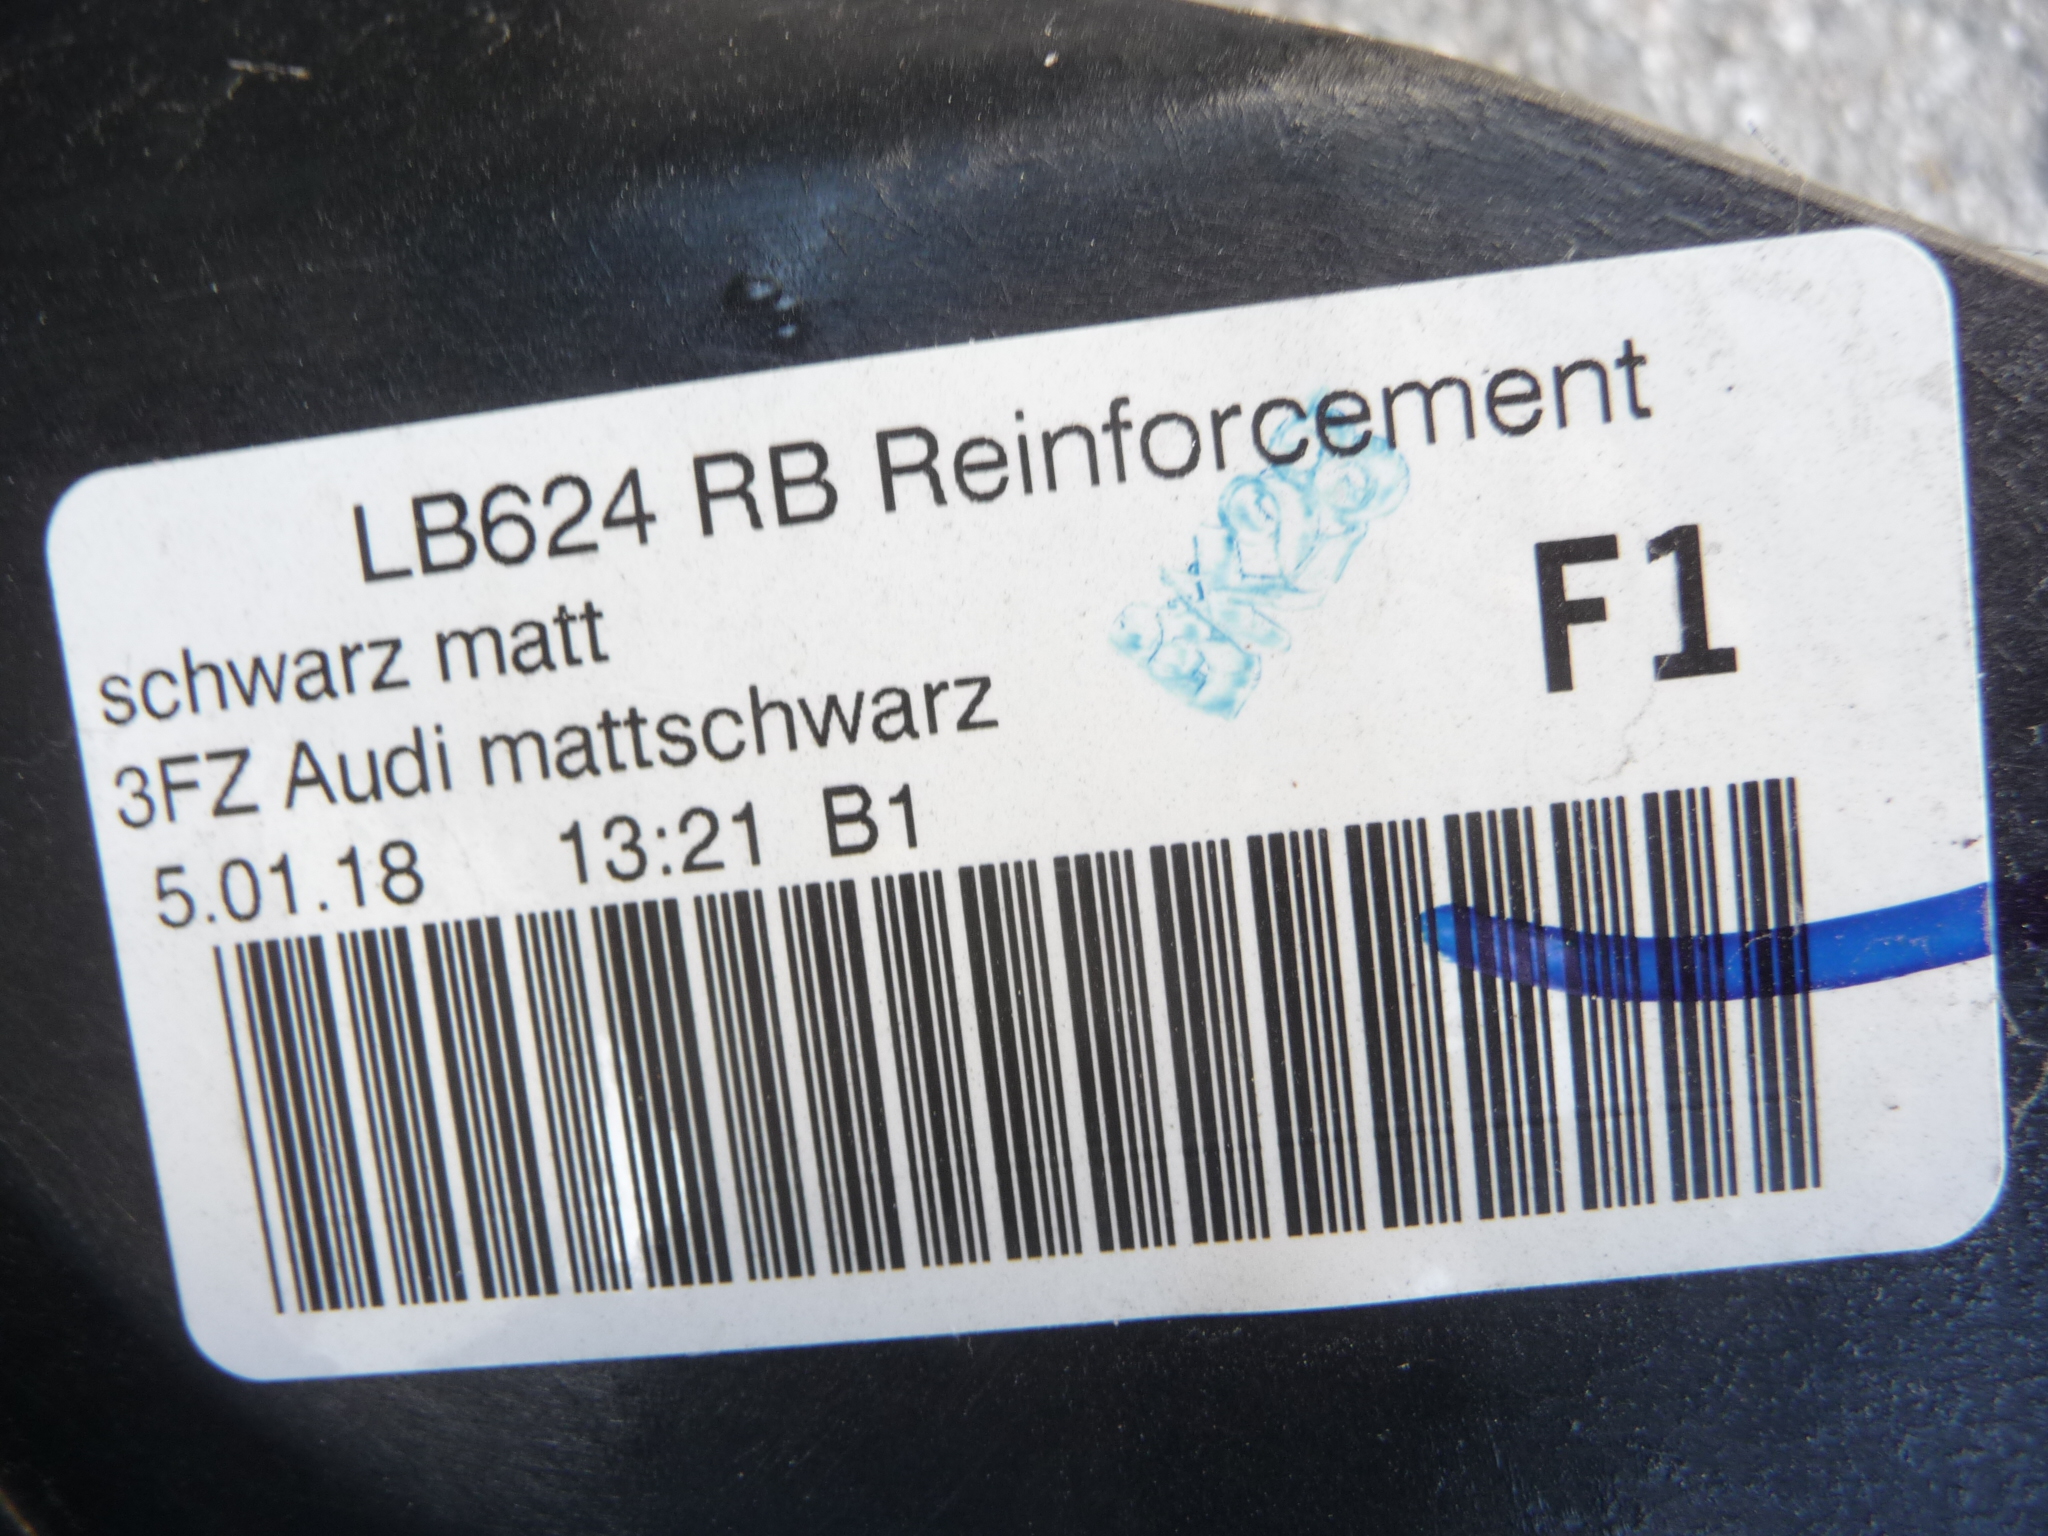 LB624 RB Reinforcement
schwarz matt
F1
3FZ Audi mattschwarz
5.01.18 13:21 B1